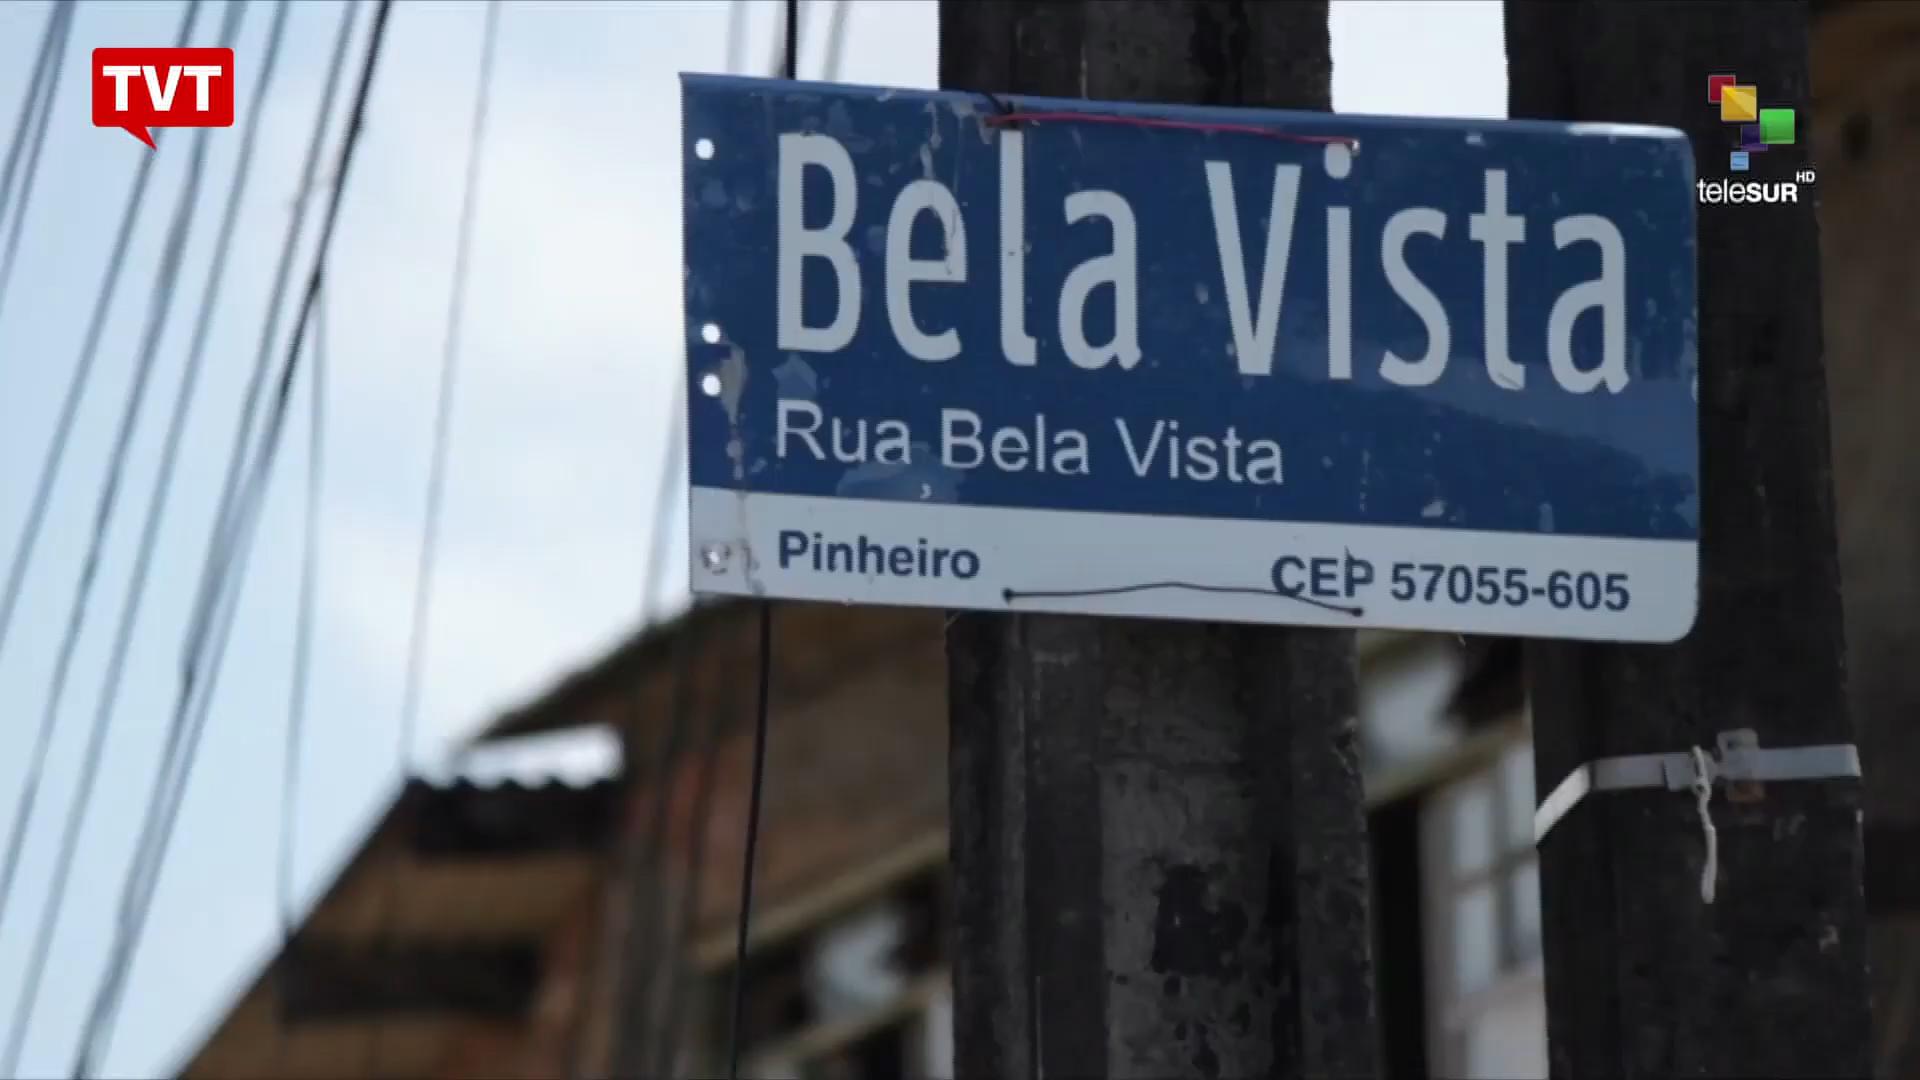 TVT
teleSUR HD
Bela Vista
Rua Bela Vista
Pinheiro CEP 57055-605